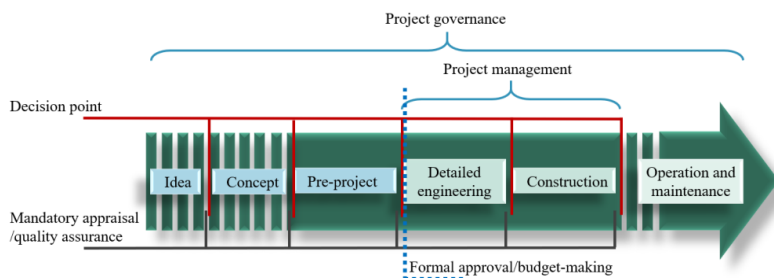 Project governance
Project management
Decision point
Idea
Concept
Pre-project
Detailed
engineering
Construction
Operation and
maintenance
Mandatory appraisal
/quality assurance
Formal approval/budget-making